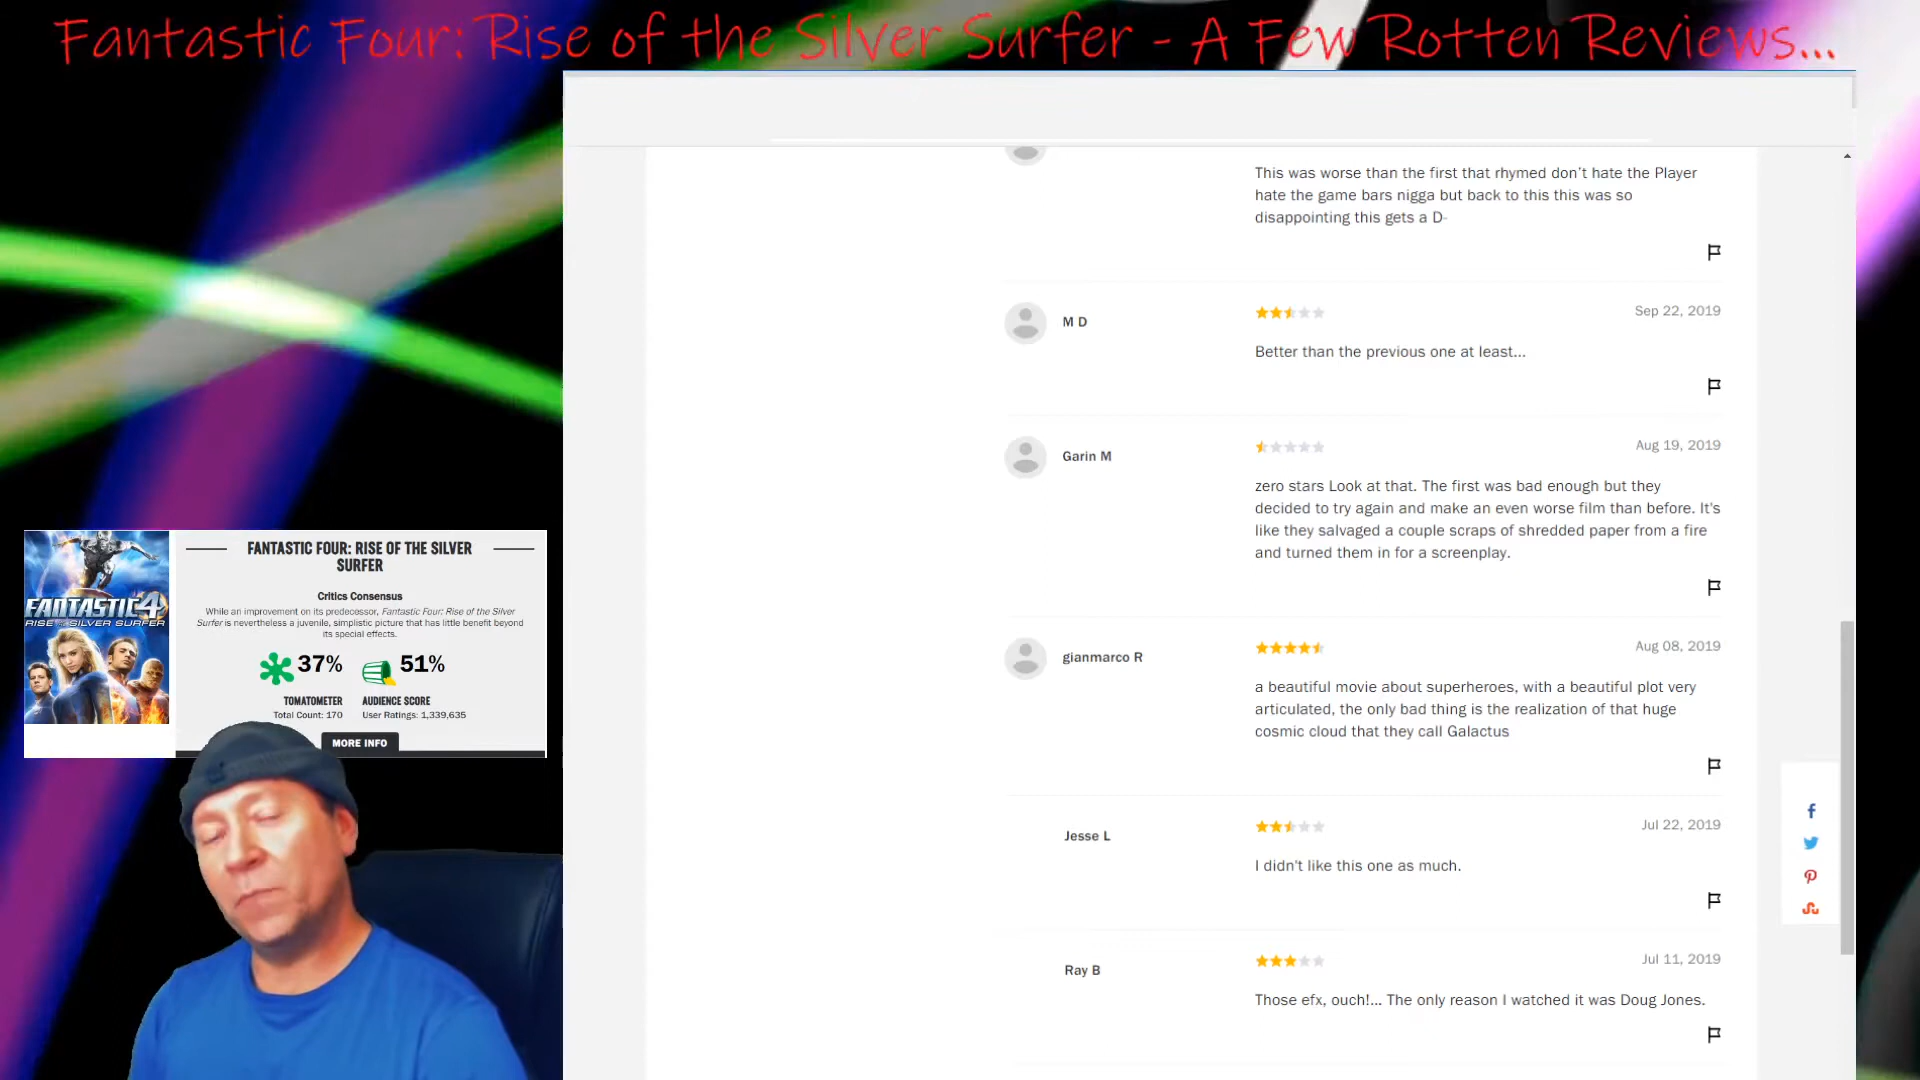 Fantastic Four: Rise of the Silver Surfer - A Few Rotten Reviews...
This was worse than the first that rhymed don’t hate the Player
hate the game bars nigga but back to this this was so
disappointing this gets a D-
M D
Sep 22, 2019
Better than the previous one at least...
Garin M
Aug 19, 2019
zero stars Look at that. The first was bad enough but they
decided to try again and make an even worse film than before. It's
like they salvaged a couple scraps of shredded paper from a fire
and turned them in for a screenplay.
gianmarco R
Aug 08, 2019
a beautiful movie about superheroes, with a beautiful plot very
articulated, the only bad thing is the realization of that huge
cosmic cloud that they call Galactus
Jesse L
Jul 22, 2019
I didn't like this one as much.
Ray B
Jul 11, 2019
Those efx, ouch!... The only reason I watched it was Doug Jones.
FANTASTIC 4
RISE OF THE SILVER SURFER
FANTASTIC FOUR: RISE OF THE SILVER
SURFER
Critics Consensus
While an improvement on its predecessor, Fantastic Four: Rise of the Silver
Surfer is nevertheless a juvenile, simplistic picture that has little benefit beyond
its special effects.
37%
51%
TOMATOMETER
AUDIENCE SCORE
Total Count: 170
User Ratings: 1,339,635
MORE INFO